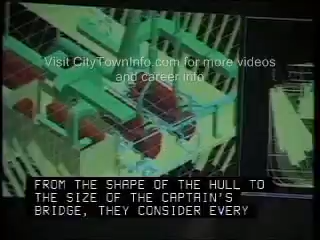 Visit CityTownInfo.com for more videos
and career info
FROM THE SHAPE OF THE HULL TO
THE SIZE OF THE CAPTAIN'S
BRIDGE, THEY CONSIDER EVERY